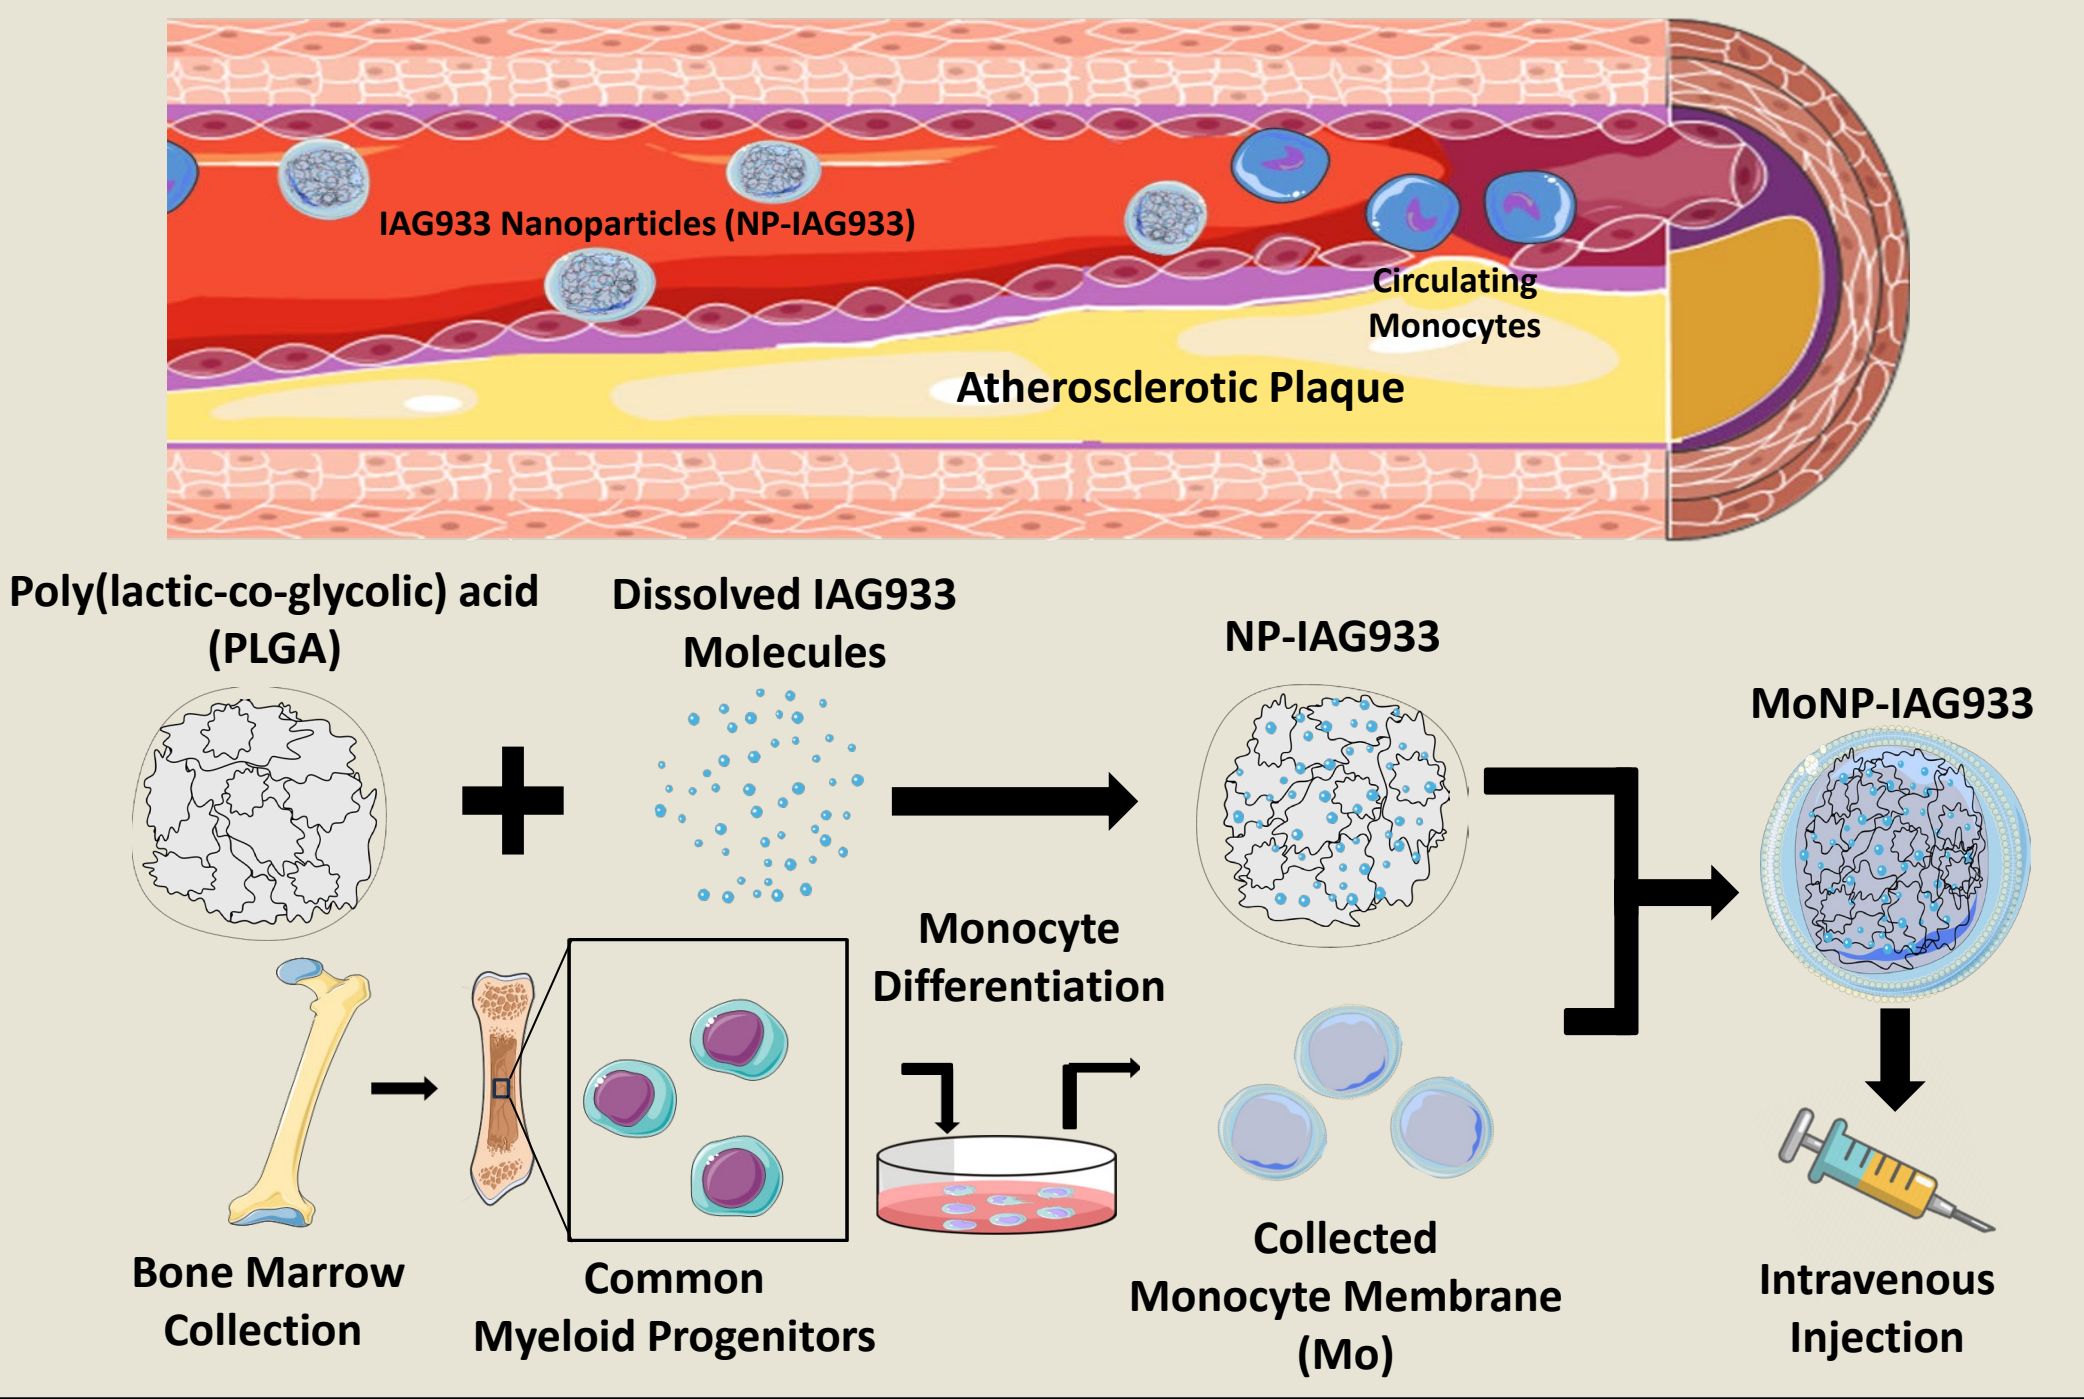 IAG933 Nanoparticles (NP-IAG933)
Circulating
Monocytes
Atherosclerotic Plaque
Poly(lactic-co-glycolic) acid
(PLGA)
Dissolved IAG933
Molecules
NP-IAG933
MoNP-IAG933
Monocyte
Differentiation
Bone Marrow
Collection
Common
Myeloid Progenitors
Collected
Monocyte Membrane
(Mo)
Intravenous
Injection